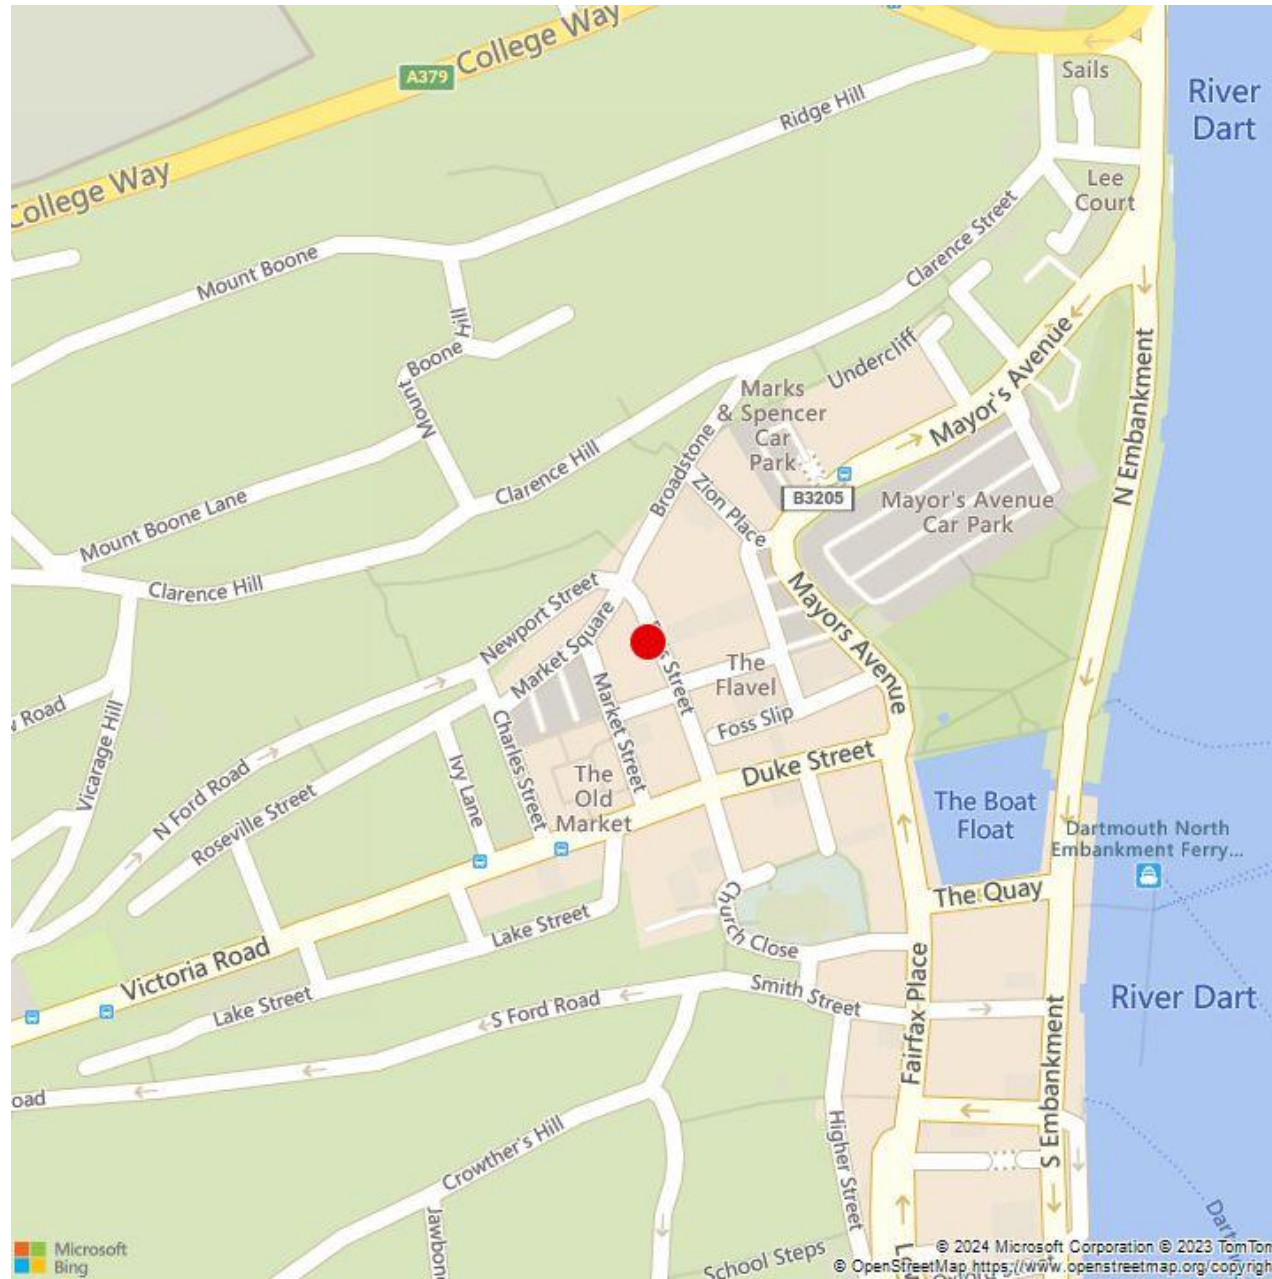 College Way
A379
Sails
River
Dart
Ridge Hill
College Way
Lee
Court
Clarence Street
Mount Boone
Hill
Boone
Mount
Undercliff
Mayor's Avenue
N Embankment
Marks
& Spencer
Car
Park
Broadstone
Clarence Hill
Zion Place
B3205
Mayor's Avenue
Car Park
Mount Boone Lane
Clarence Hill
Newport Street
Market Square
Mayors Avenue
Street
The
Flavel
Market Street
Charles Street
Foss Slip
Road
Vicarage Hill
N Ford Road
Ivy Lane
Duke Street
The
Old
Market
The Boat
Float
Roseville Street
Dartmouth North
Embankment Ferry...
The Quay
Church Close
Lake Street
Victoria Road
Lake Street
S Ford Road
Smith Street
Fairfax Place
River Dart
S Embankment
oad
Higher Street
Crowther's Hill
Jawbon
School Steps
Microsoft
Bing
© 2024 Microsoft Corporation © 2023 TomTom
© OpenStreetMap https://www.openstreetmap.org/copyrigh